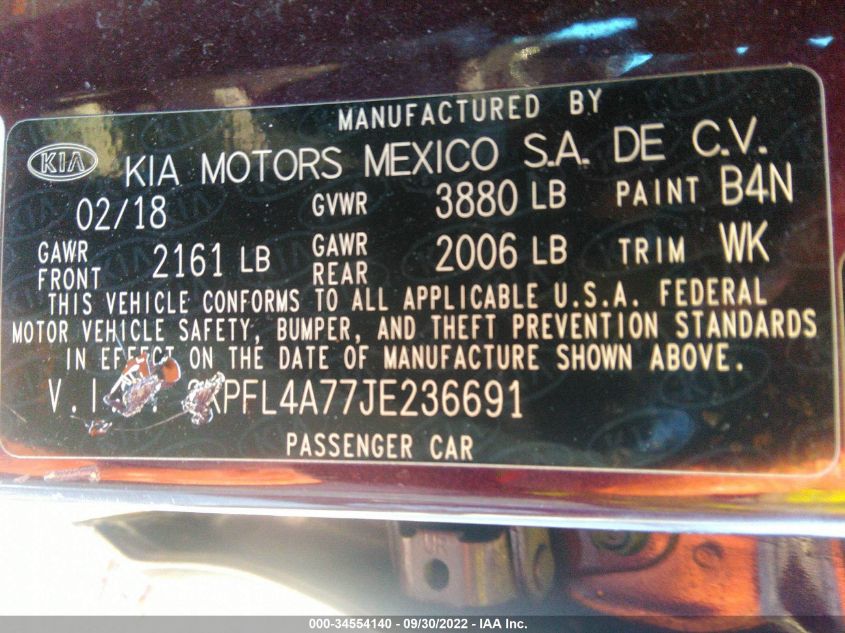 MANUFACTURED BY
KIA KIA MOTORS MEXICO S.A. DE C.V.
02/18 GVWR 3880 LB PAINT B4N
GAWR FRONT 2161 LB GAWR REAR 2006 LB TRIM WK
THIS VEHICLE CONFORMS TO ALL APPLICABLE U.S.A. FEDERAL
MOTOR VEHICLE SAFETY, BUMPER, AND THEFT PREVENTION STANDARDS
IN EFFECT ON THE DATE OF MANUFACTURE SHOWN ABOVE.
PFL4A77JE236691
PASSENGER CAR
000-34554140 - 09/30/2022 - IAA Inc.